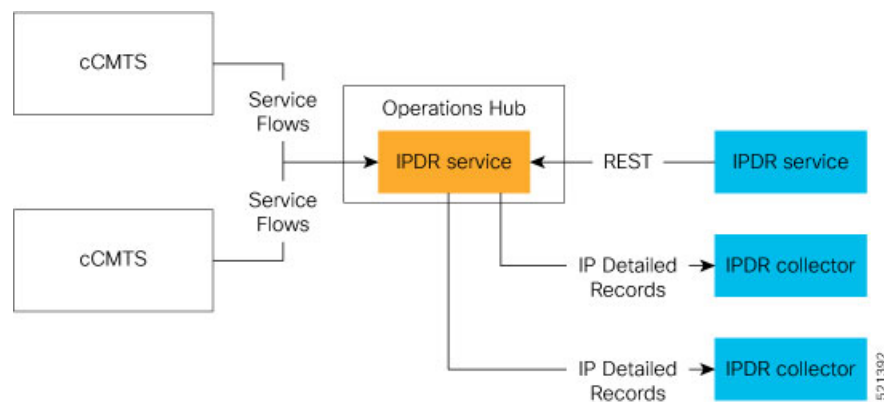 cCMTS
Service
Flows
Operations Hub
IPDR service
REST
IPDR service
Service
Flows
cCMTS
IP Detailed
Records
IPDR collector
IP Detailed
Records
IPDR collector
521392